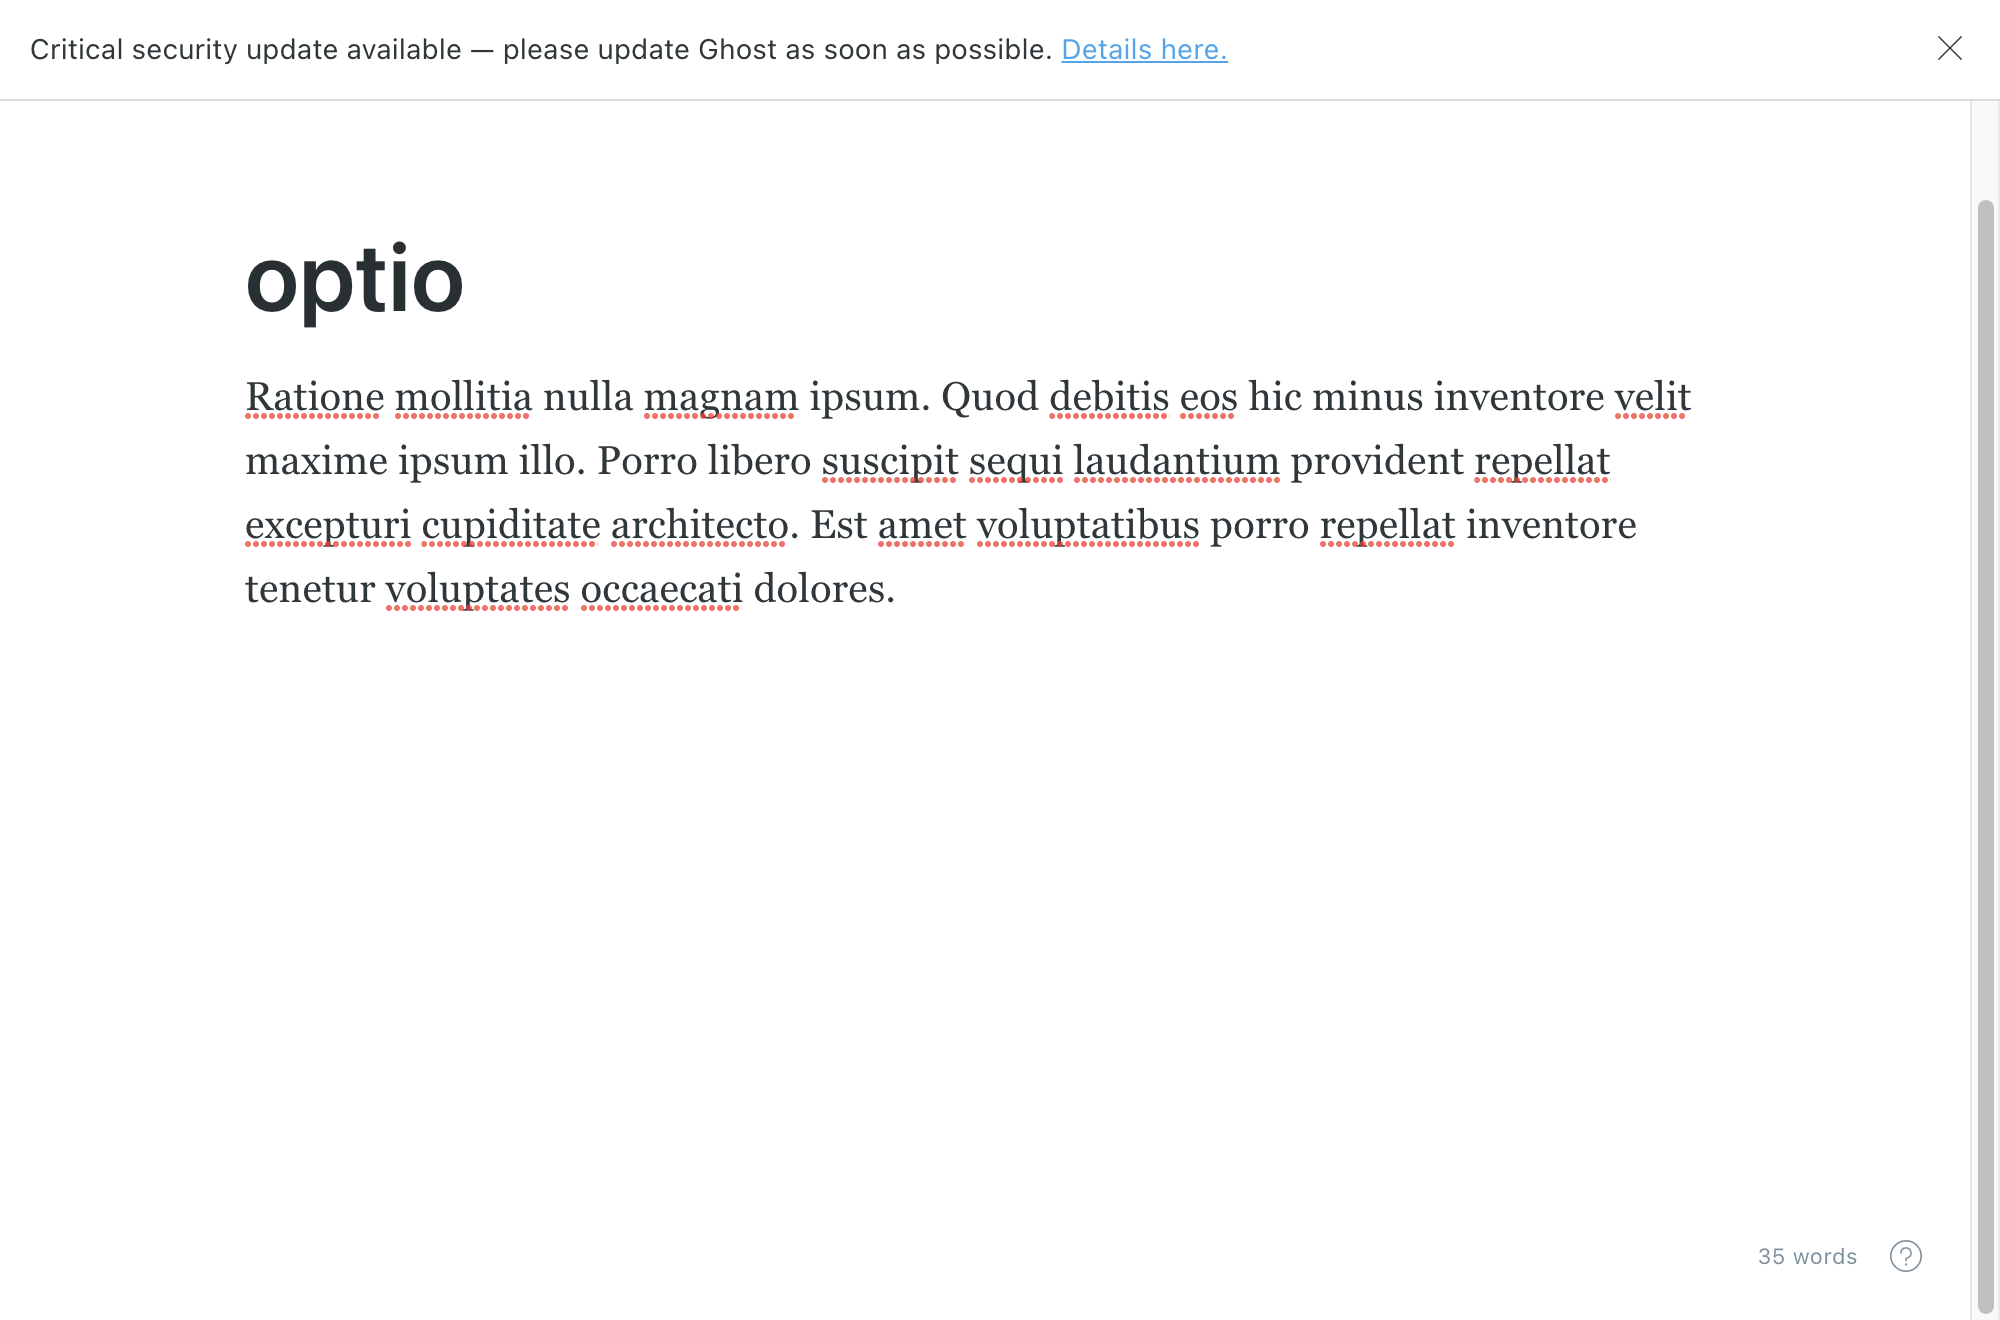 Critical security update available — please update Ghost as soon as possible. Details here.
optio
Ratione mollitia nulla magnam ipsum. Quod debitis eos hic minus inventore velit
maxime ipsum illo. Porro libero suscipit sequi laudantium provident repellat
excepturi cupiditate architecto. Est amet voluptatibus porro repellat inventore
tenetur voluptates occaecati dolores.
35 words ?